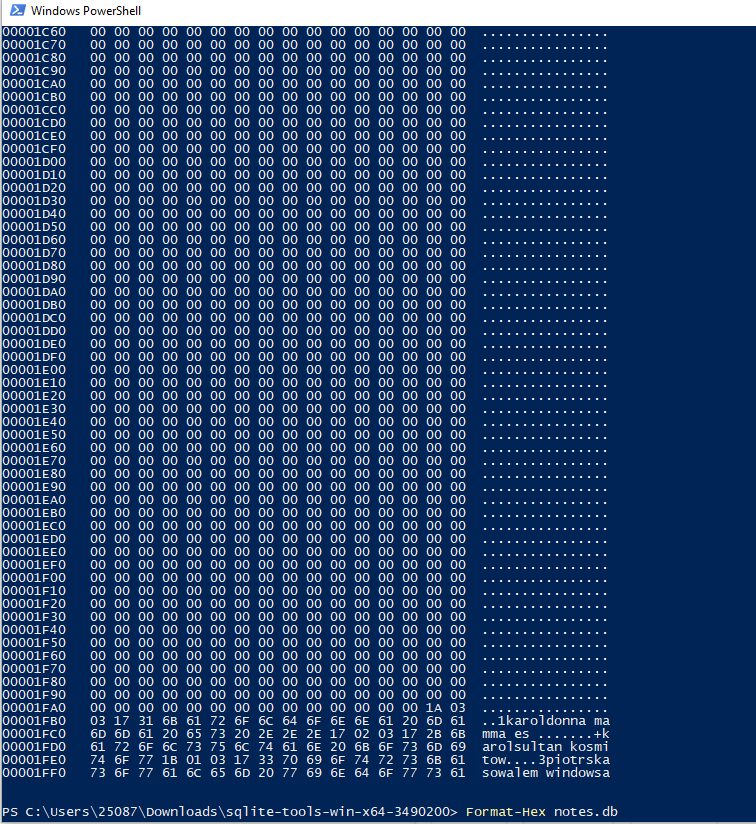 Windows PowerShell
00001C60 00 00 00 00 00 00 00 00 00 00 00 00 00 00 00 00 ................
00001C70 00 00 00 00 00 00 00 00 00 00 00 00 00 00 00 00 ................
00001C80 00 00 00 00 00 00 00 00 00 00 00 00 00 00 00 00 ................
00001C90 00 00 00 00 00 00 00 00 00 00 00 00 00 00 00 00 ................
00001CA0 00 00 00 00 00 00 00 00 00 00 00 00 00 00 00 00 ................
00001CB0 00 00 00 00 00 00 00 00 00 00 00 00 00 00 00 00 ................
00001CC0 00 00 00 00 00 00 00 00 00 00 00 00 00 00 00 00 ................
00001CD0 00 00 00 00 00 00 00 00 00 00 00 00 00 00 00 00 ................
00001CE0 00 00 00 00 00 00 00 00 00 00 00 00 00 00 00 00 ................
00001CF0 00 00 00 00 00 00 00 00 00 00 00 00 00 00 00 00 ................
00001D00 00 00 00 00 00 00 00 00 00 00 00 00 00 00 00 00 ................
00001D10 00 00 00 00 00 00 00 00 00 00 00 00 00 00 00 00 ................
00001D20 00 00 00 00 00 00 00 00 00 00 00 00 00 00 00 00 ................
00001D30 00 00 00 00 00 00 00 00 00 00 00 00 00 00 00 00 ................
00001D40 00 00 00 00 00 00 00 00 00 00 00 00 00 00 00 00 ................
00001D50 00 00 00 00 00 00 00 00 00 00 00 00 00 00 00 00 ................
00001D60 00 00 00 00 00 00 00 00 00 00 00 00 00 00 00 00 ................
00001D70 00 00 00 00 00 00 00 00 00 00 00 00 00 00 00 00 ................
00001D80 00 00 00 00 00 00 00 00 00 00 00 00 00 00 00 00 ................
00001D90 00 00 00 00 00 00 00 00 00 00 00 00 00 00 00 00 ................
00001DA0 00 00 00 00 00 00 00 00 00 00 00 00 00 00 00 00 ................
00001DB0 00 00 00 00 00 00 00 00 00 00 00 00 00 00 00 00 ................
00001DC0 00 00 00 00 00 00 00 00 00 00 00 00 00 00 00 00 ................
00001DD0 00 00 00 00 00 00 00 00 00 00 00 00 00 00 00 00 ................
00001DE0 00 00 00 00 00 00 00 00 00 00 00 00 00 00 00 00 ................
00001DF0 00 00 00 00 00 00 00 00 00 00 00 00 00 00 00 00 ................
00001E00 00 00 00 00 00 00 00 00 00 00 00 00 00 00 00 00 ................
00001E10 00 00 00 00 00 00 00 00 00 00 00 00 00 00 00 00 ................
00001E20 00 00 00 00 00 00 00 00 00 00 00 00 00 00 00 00 ................
00001E30 00 00 00 00 00 00 00 00 00 00 00 00 00 00 00 00 ................
00001E40 00 00 00 00 00 00 00 00 00 00 00 00 00 00 00 00 ................
00001E50 00 00 00 00 00 00 00 00 00 00 00 00 00 00 00 00 ................
00001E60 00 00 00 00 00 00 00 00 00 00 00 00 00 00 00 00 ................
00001E70 00 00 00 00 00 00 00 00 00 00 00 00 00 00 00 00 ................
00001E80 00 00 00 00 00 00 00 00 00 00 00 00 00 00 00 00 ................
00001E90 00 00 00 00 00 00 00 00 00 00 00 00 00 00 00 00 ................
00001EA0 00 00 00 00 00 00 00 00 00 00 00 00 00 00 00 00 ................
00001EB0 00 00 00 00 00 00 00 00 00 00 00 00 00 00 00 00 ................
00001EC0 00 00 00 00 00 00 00 00 00 00 00 00 00 00 00 00 ................
00001ED0 00 00 00 00 00 00 00 00 00 00 00 00 00 00 00 00 ................
00001EE0 00 00 00 00 00 00 00 00 00 00 00 00 00 00 00 00 ................
00001EF0 00 00 00 00 00 00 00 00 00 00 00 00 00 00 00 00 ................
00001F00 00 00 00 00 00 00 00 00 00 00 00 00 00 00 00 00 ................
00001F10 00 00 00 00 00 00 00 00 00 00 00 00 00 00 00 00 ................
00001F20 00 00 00 00 00 00 00 00 00 00 00 00 00 00 00 00 ................
00001F30 00 00 00 00 00 00 00 00 00 00 00 00 00 00 00 00 ................
00001F40 00 00 00 00 00 00 00 00 00 00 00 00 00 00 00 00 ................
00001F50 00 00 00 00 00 00 00 00 00 00 00 00 00 00 00 00 ................
00001F60 00 00 00 00 00 00 00 00 00 00 00 00 00 00 00 00 ................
00001F70 00 00 00 00 00 00 00 00 00 00 00 00 00 00 00 00 ................
00001F80 00 00 00 00 00 00 00 00 00 00 00 00 00 00 00 00 ................
00001F90 00 00 00 00 00 00 00 00 00 00 00 00 00 00 00 00 ................
00001FA0 00 00 00 00 00 00 00 00 00 00 00 00 00 00 1A 03 ................
00001FB0 03 17 31 6B 61 72 6F 6C 64 6F 6E 6E 61 20 6D 61 ..1karoldonna ma
00001FC0 6D 6D 61 20 65 73 20 2E 2E 2E 17 02 03 17 2B 6B mma es .......+k
00001FD0 61 72 6F 6C 73 75 6C 74 61 6E 20 6B 6F 73 6D 69 arolsultan kosmi
00001FE0 74 6F 77 1B 01 03 17 33 70 69 6F 74 72 73 6B 61 tow....3piotrska
00001FF0 73 6F 77 61 6C 65 6D 20 77 69 6E 64 6F 77 73 61 sowalem windowsa
PS C:\Users\25087\Downloads\sqlite-tools-win-x64-3490200> Format-Hex notes.db